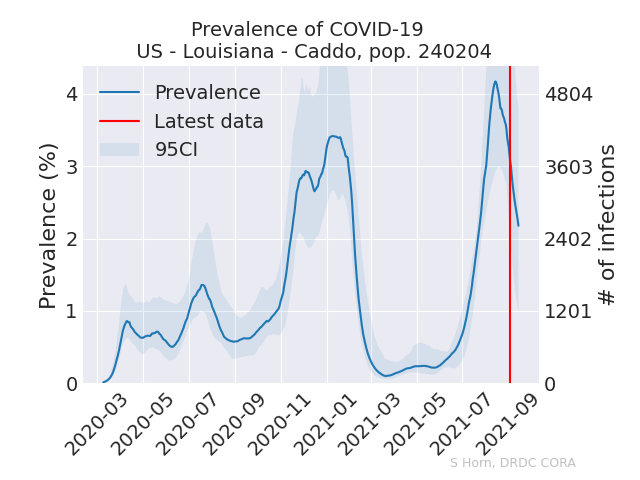 Prevalence of COVID-19
US - Louisiana - Caddo, pop. 240204
Prevalence
Latest data
95CI
Prevalence (%)
4
3
2
1
0
4804
3603
2402
1201
0
# of infections
2020-03
2020-05
2020-07
2020-09
2020-11
2021-01
2021-03
2021-05
2021-07
2021-09
S Horn, DRDC CORA